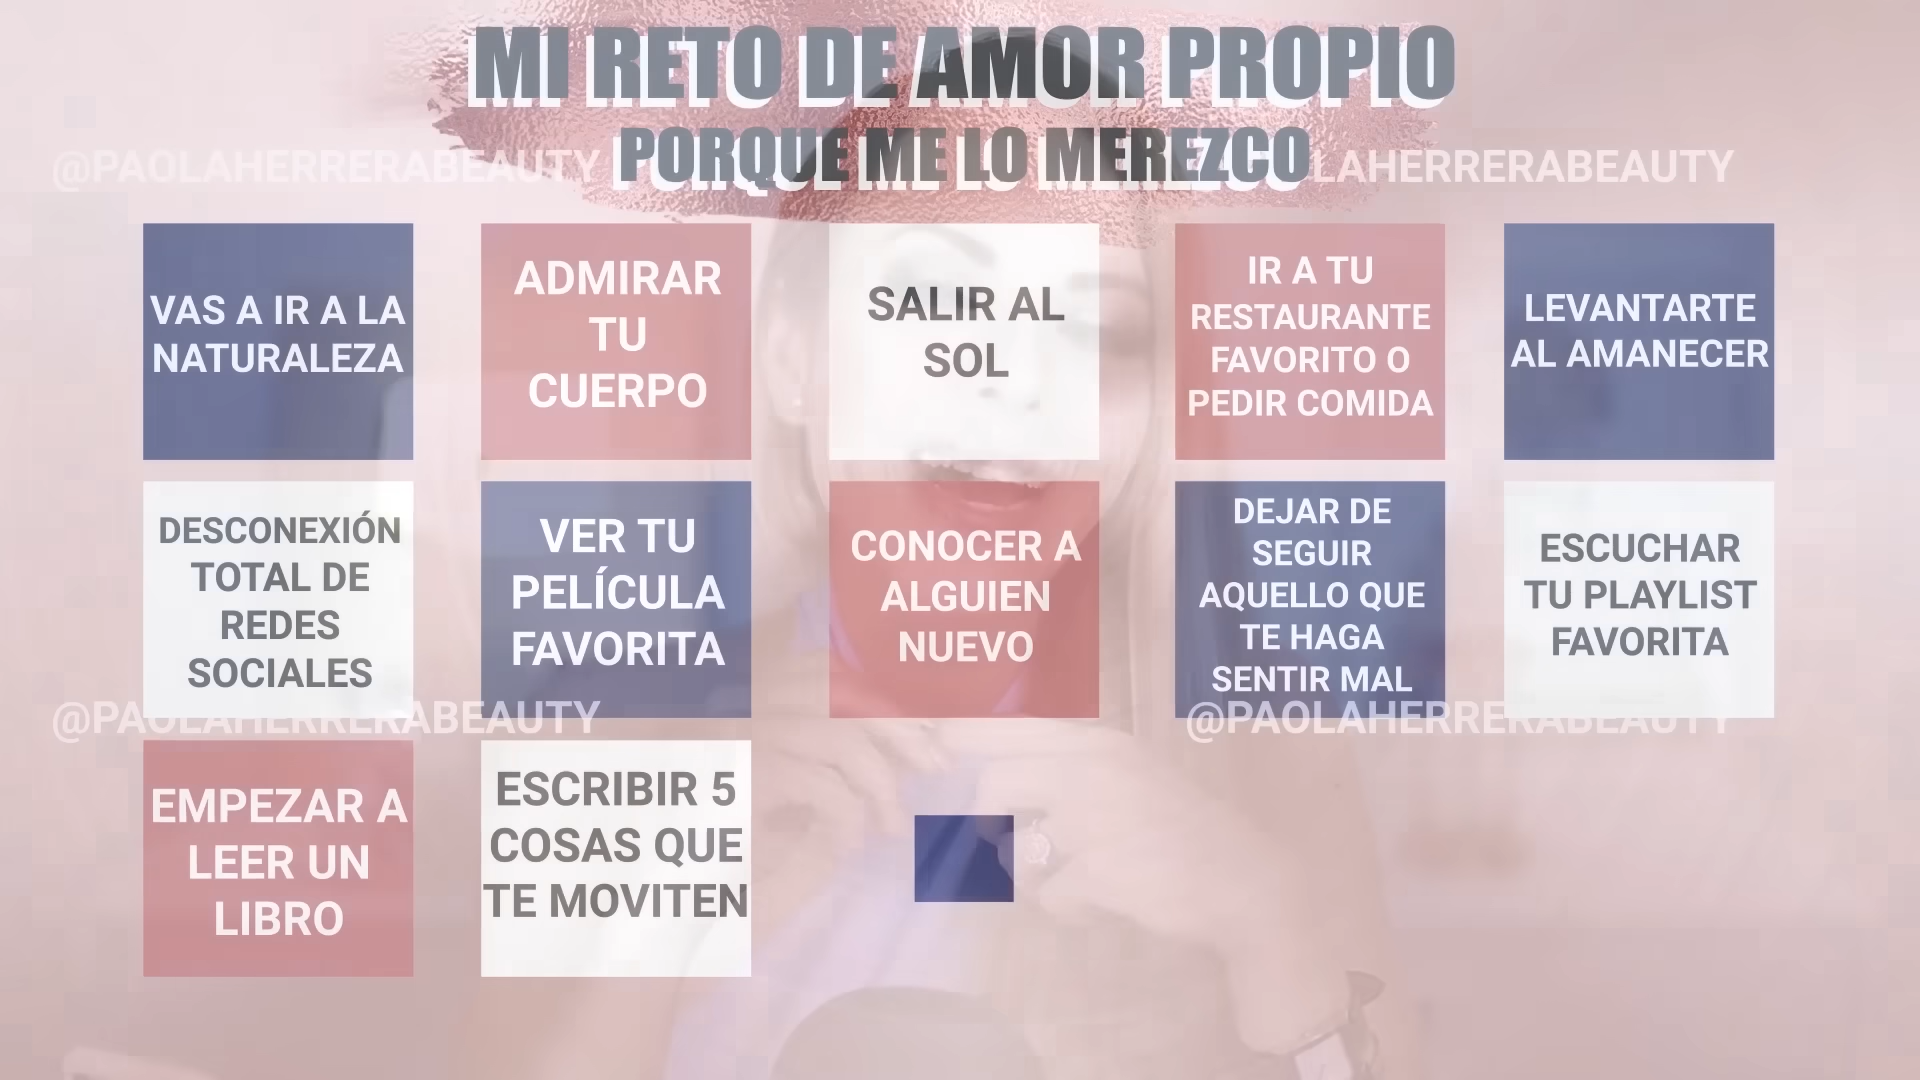 MI RETO DE AMOR PROPIO
PORQUE ME LO MEREZCO
@PAOLAHERRERABEAUTY
LAHERRERABEAUTY
VAS A IR A LA
NATURALEZA
ADMIRAR
TU
CUERPO
SALIR AL
SOL
IR A TU
RESTAURANTE
FAVORITO O
PEDIR COMIDA
LEVANTARTE
AL AMANECER
DESCONEXIÓN
TOTAL DE
REDES
SOCIALES
VER TU
PELÍCULA
FAVORITA
CONOCER A
ALGUIEN
NUEVO
DEJAR DE
SEGUIR
AQUELLO QUE
TE HAGA
SENTIR MAL
ESCUCHAR
TU PLAYLIST
FAVORITA
@PAOLAHERRERABEAUTY
@PAOLAHERRERABEAUTY
EMPEZAR A
LEER UN
LIBRO
ESCRIBIR 5
COSAS QUE
TE MOVITEN